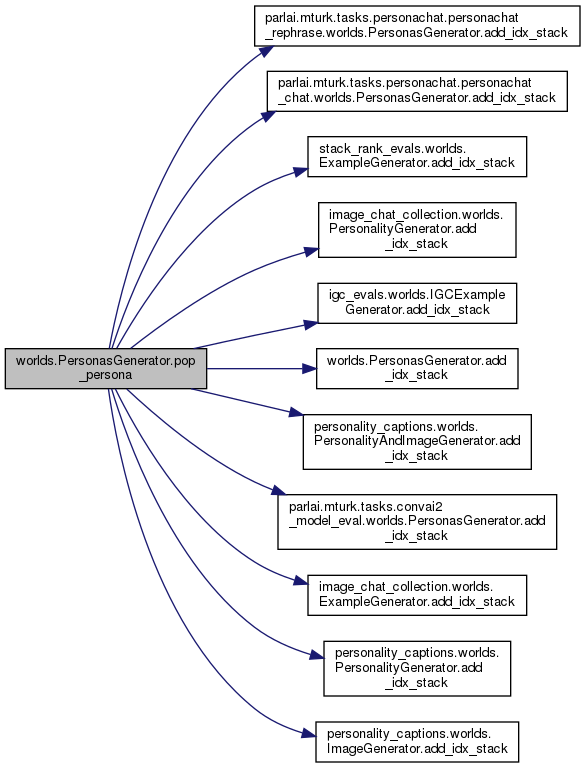 parlai.mturk.tasks.personachat.personachat
_rephrase.worlds.PersonasGenerator.add_idx_stack
parlai.mturk.tasks.personachat.personachat
_chat.worlds.PersonasGenerator.add_idx_stack
stack_rank_evals.worlds.
ExampleGenerator.add_idx_stack
image_chat_collection.worlds.
PersonalityGenerator.add
_idx_stack
igc_evals.worlds.IGCExample
Generator.add_idx_stack
worlds.PersonasGenerator.pop
_persona
worlds.PersonasGenerator.add
_idx_stack
personality_captions.worlds.
PersonalityAndImageGenerator.add
_idx_stack
parlai.mturk.tasks.convai2
_model_eval.worlds.PersonasGenerator.add
_idx_stack
image_chat_collection.worlds.
ExampleGenerator.add_idx_stack
personality_captions.worlds.
PersonalityGenerator.add
_idx_stack
personality_captions.worlds.
ImageGenerator.add_idx_stack